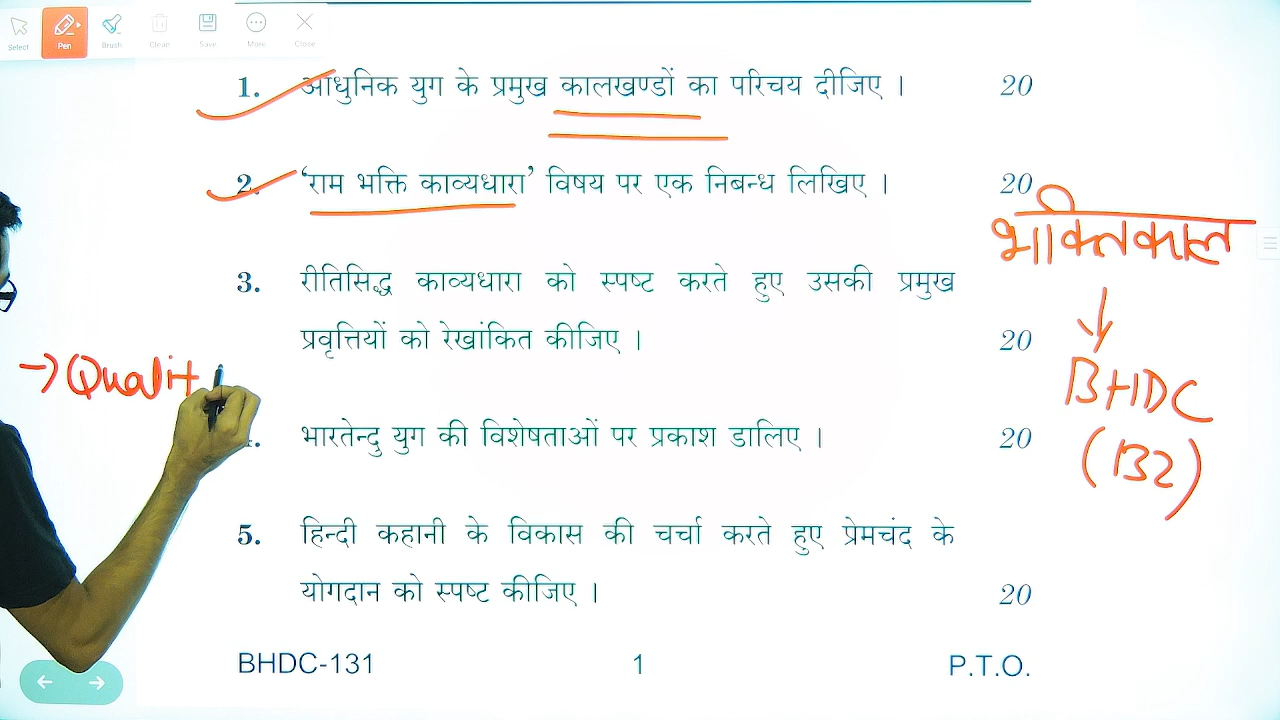 Select Pen Brush Clean Save More Close
1. आधुनिक युग के प्रमुख कालखण्डों का परिचय दीजिए । 20
2. ‘राम भक्ति काव्यधारा’ विषय पर एक निबन्ध लिखिए । 20
भक्तिकाल
3. रीतिसिद्ध काव्यधारा को स्पष्ट करते हुए उसकी प्रमुख
प्रवृत्तियों को रेखांकित कीजिए । 20
→ Qualit
BHDC
(132)
4. भारतेन्दु युग की विशेषताओं पर प्रकाश डालिए । 20
5. हिन्दी कहानी के विकास की चर्चा करते हुए प्रेमचंद के
योगदान को स्पष्ट कीजिए । 20
BHDC-131 1 P.T.O.